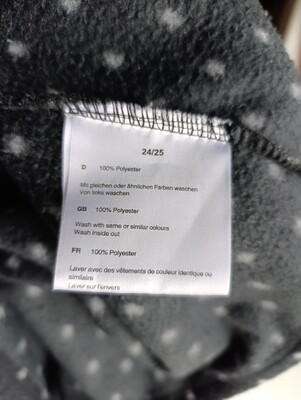 24/25
D 100% Polyester
Mit gleichen oder ähnlichen Farben waschen
Von links waschen
GB 100% Polyester
Wash with same or similar colours
Wash inside out
FR 100% Polyester
Laver avec des vêtements de couleur identique ou
similaire
Laver sur l'envers